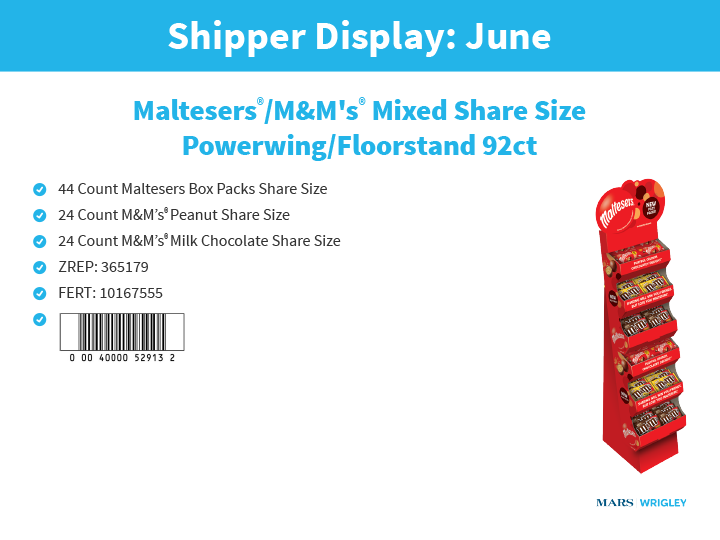 Shipper Display: June
Maltesers®/M&M's® Mixed Share Size
Powerwing/Floorstand 92ct
44 Count Maltesers Box Packs Share Size
24 Count M&M’s® Peanut Share Size
24 Count M&M’s® Milk Chocolate Share Size
ZREP: 365179
FERT: 10167555
0 00 40000 52913 2
Maltesers
NEW
MARS WRIGLEY